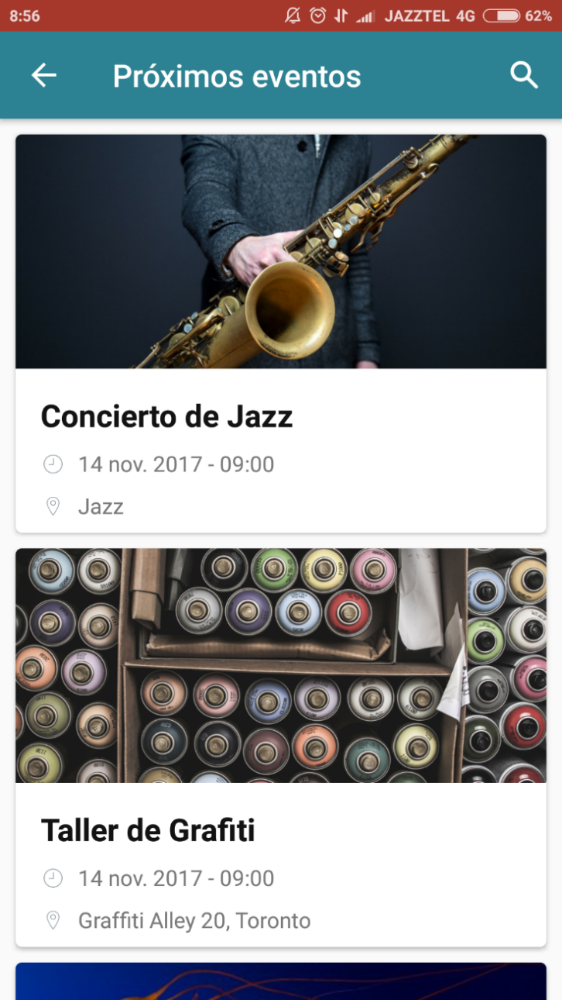 8:56 JAZZTEL 4G 62%
Próximos eventos
Concierto de Jazz
14 nov. 2017 - 09:00
Jazz
Taller de Grafiti
14 nov. 2017 - 09:00
Graffiti Alley 20, Toronto